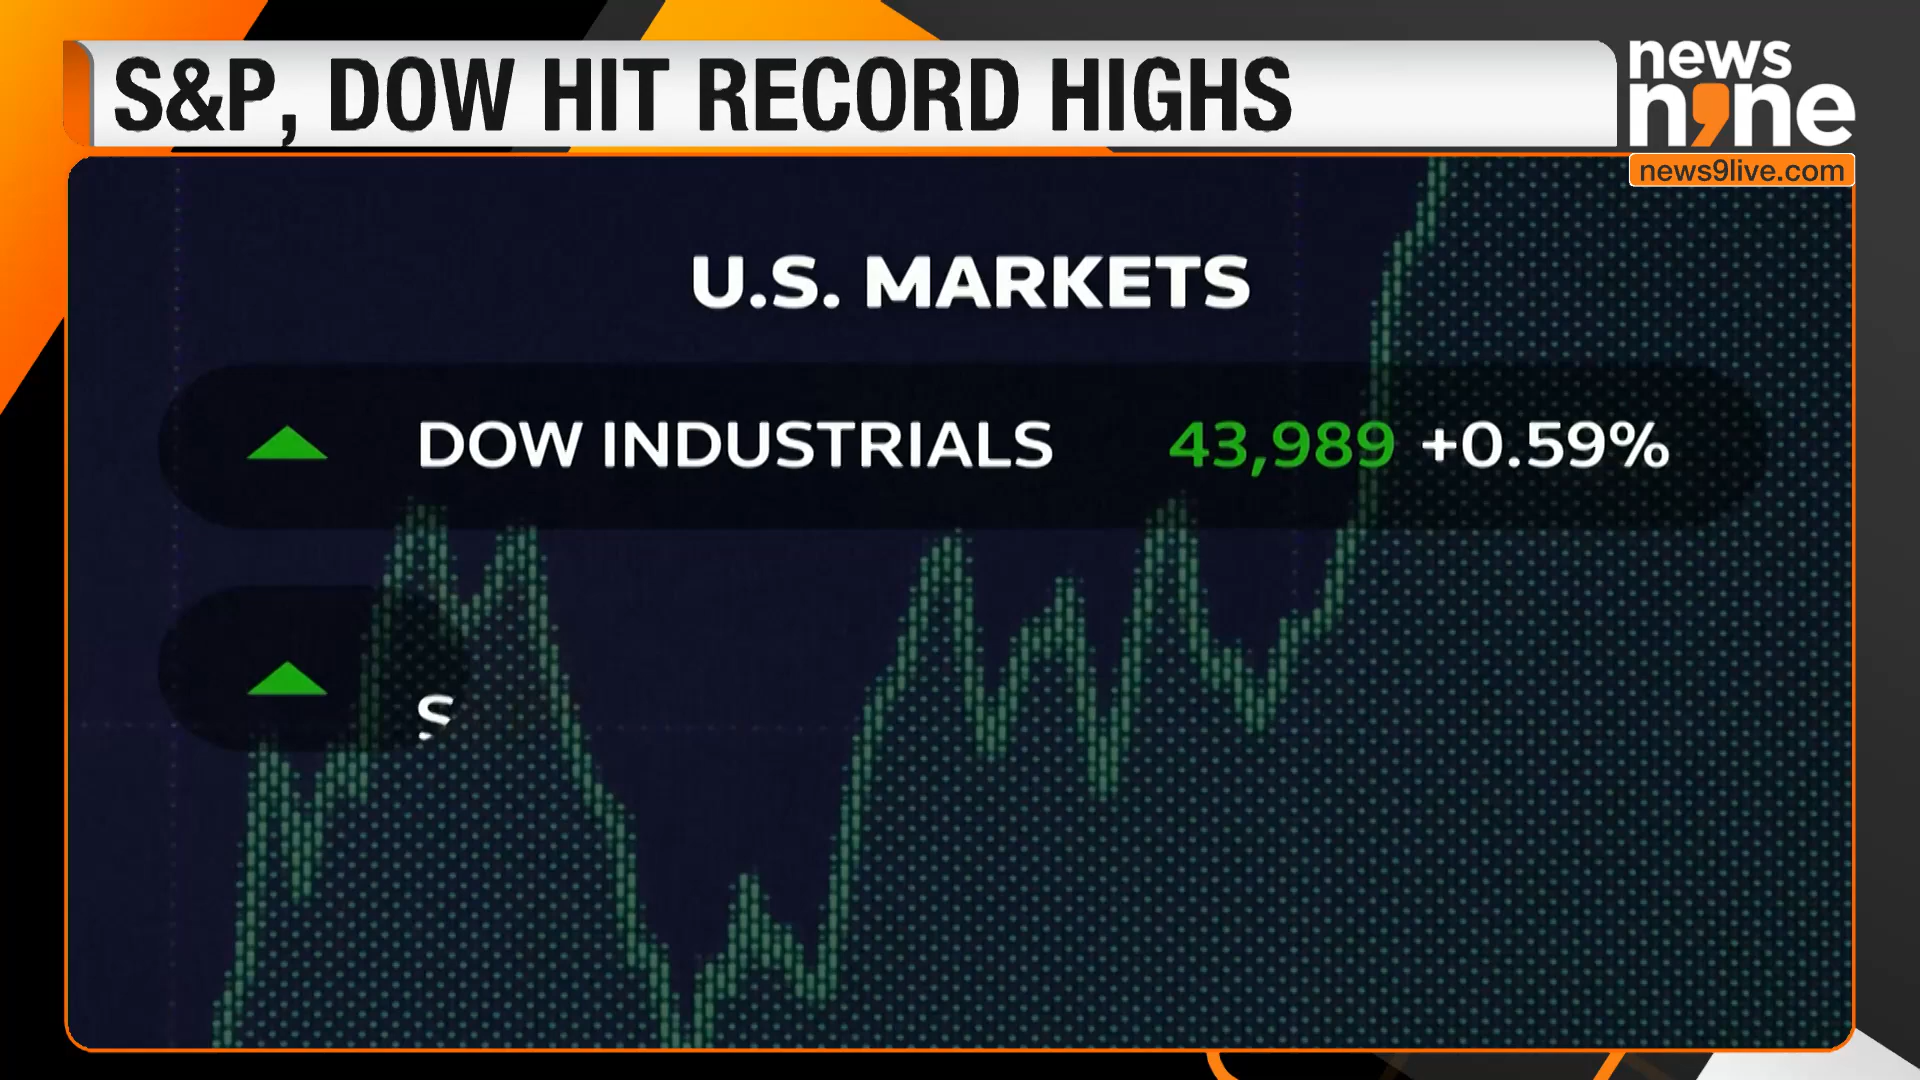 S&P, DOW HIT RECORD HIGHS
news
nine
news9live.com
U.S. MARKETS
DOW INDUSTRIALS 43,989 +0.59%
S